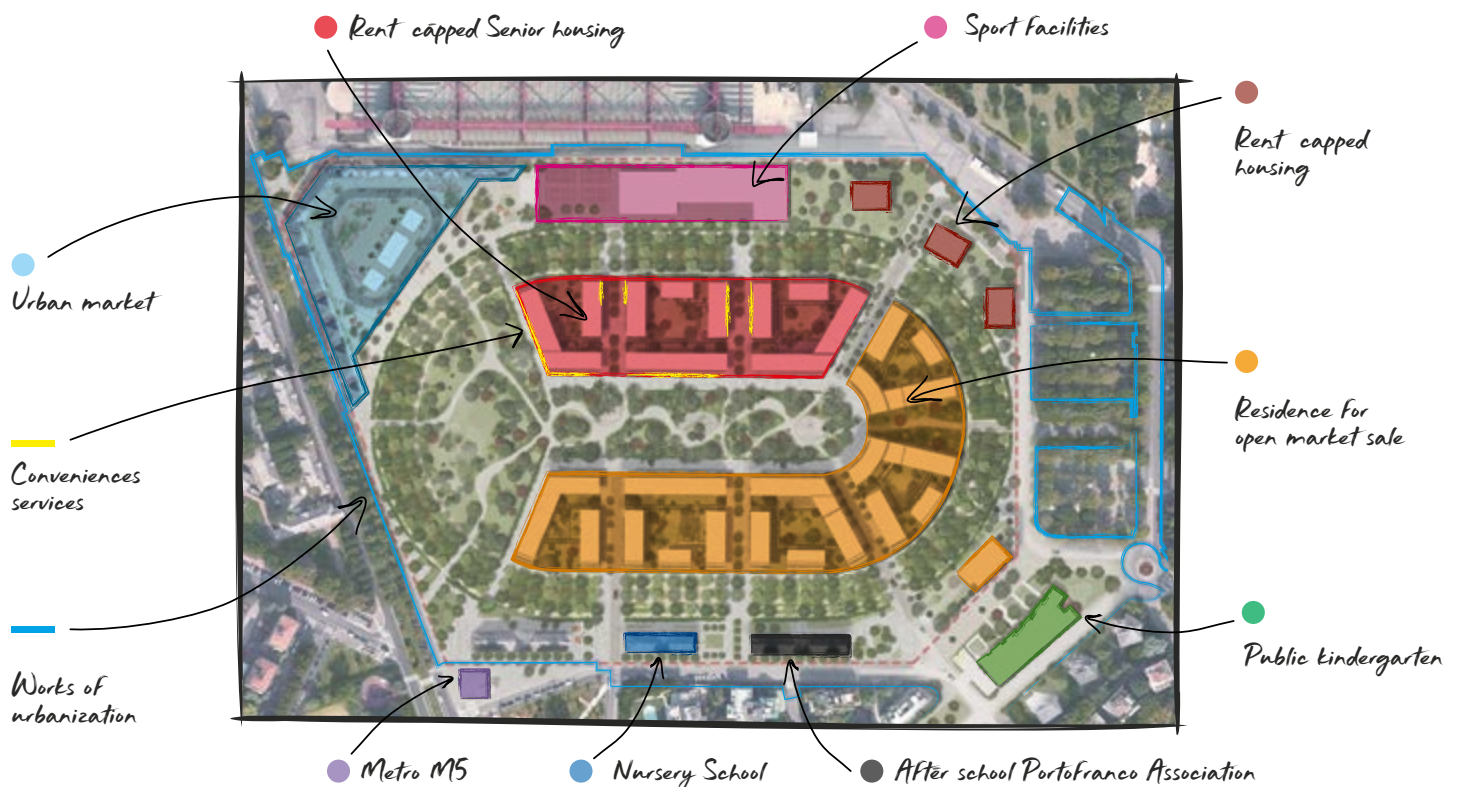 Rent capped Senior housing
Sport Facilities
Rent capped
housing
Urban market
Residence for
open market sale
Conveniences
services
Public kindergarten
Works of
urbanization
Metro M5
Nursery School
After school PortoFranco Association